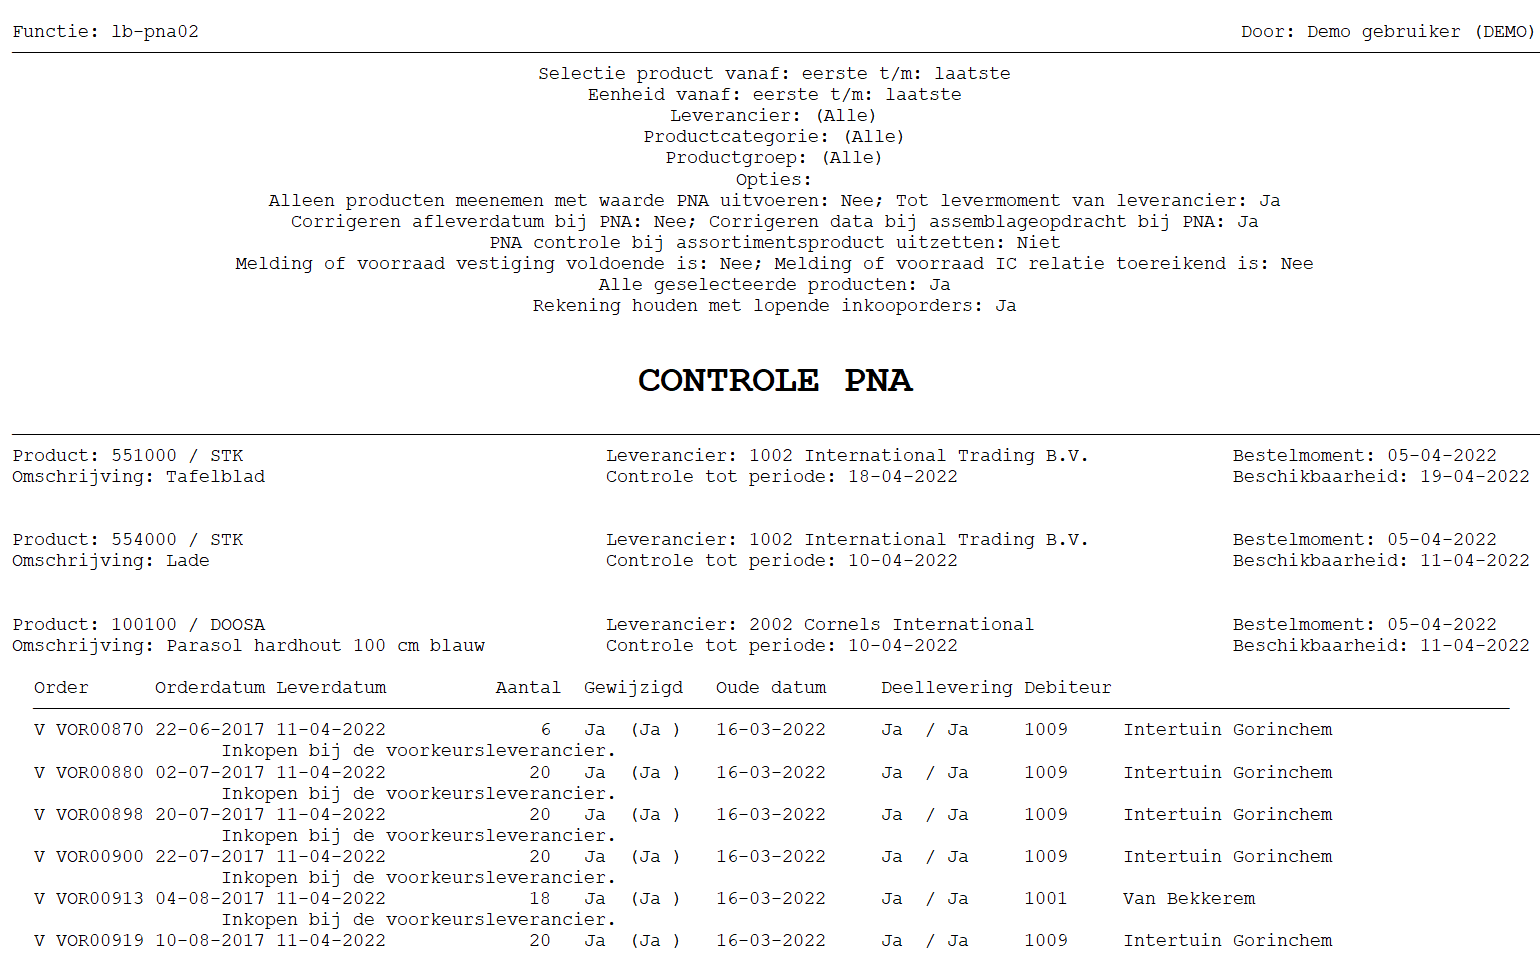 Functie: lb-pna02 Door: Demo gebruiker (DEMO)
Selectie product vanaf: eerste t/m: laatste
Eenheid vanaf: eerste t/m: laatste
Leverancier: (Alle)
Productcategorie: (Alle)
Productgroep: (Alle)
Opties:
Alleen producten meenemen met waarde PNA uitvoeren: Nee; Tot levermoment van leverancier: Ja
Corrigeren afleverdatum bij PNA: Nee; Corrigeren data bij assemblageopdracht bij PNA: Ja
PNA controle bij assortimentsproduct uitzetten: Niet
Melding of voorraad vestiging voldoende is: Nee; Melding of voorraad IC relatie toereikend is: Nee
Alle geselecteerde producten: Ja
Rekening houden met lopende inkooporders: Ja
CONTROLE PNA
Product: 551000 / STK Leverancier: 1002 International Trading B.V. Bestelmoment: 05-04-2022
Omschrijving: Tafelblad Controle tot periode: 18-04-2022 Beschikbaarheid: 19-04-2022
Product: 554000 / STK Leverancier: 1002 International Trading B.V. Bestelmoment: 05-04-2022
Omschrijving: Lade Controle tot periode: 10-04-2022 Beschikbaarheid: 11-04-2022
Product: 100100 / DOOSA Leverancier: 2002 Cornels International Bestelmoment: 05-04-2022
Omschrijving: Parasol hardhout 100 cm blauw Controle tot periode: 10-04-2022 Beschikbaarheid: 11-04-2022
Order Orderdatum Leverdatum Aantal Gewijzigd Oude datum Deellevering Debiteur
V VOR00870 22-06-2017 11-04-2022 6 Ja (Ja ) 16-03-2022 Ja / Ja 1009 Intertuin Gorinchem
Inkopen bij de voorkeursleverancier.
V VOR00880 02-07-2017 11-04-2022 20 Ja (Ja ) 16-03-2022 Ja / Ja 1009 Intertuin Gorinchem
Inkopen bij de voorkeursleverancier.
V VOR00898 20-07-2017 11-04-2022 20 Ja (Ja ) 16-03-2022 Ja / Ja 1009 Intertuin Gorinchem
Inkopen bij de voorkeursleverancier.
V VOR00900 22-07-2017 11-04-2022 20 Ja (Ja ) 16-03-2022 Ja / Ja 1009 Intertuin Gorinchem
Inkopen bij de voorkeursleverancier.
V VOR00913 04-08-2017 11-04-2022 18 Ja (Ja ) 16-03-2022 Ja / Ja 1001 Van Bekkerem
Inkopen bij de voorkeursleverancier.
V VOR00919 10-08-2017 11-04-2022 20 Ja (Ja ) 16-03-2022 Ja / Ja 1009 Intertuin Gorinchem